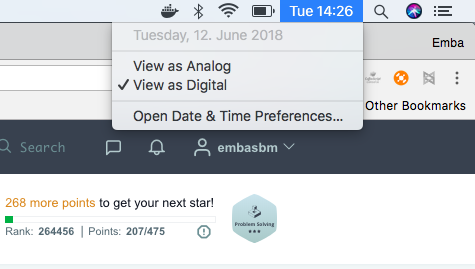 Tue 14:26
Tuesday, 12. June 2018
Emba
View as Analog
✓ View as Digital
Other Bookmarks
Open Date & Time Preferences...
Search
embasbm
268 more points to get your next star!
Rank: 264456 | Points: 207/475
Problem Solving